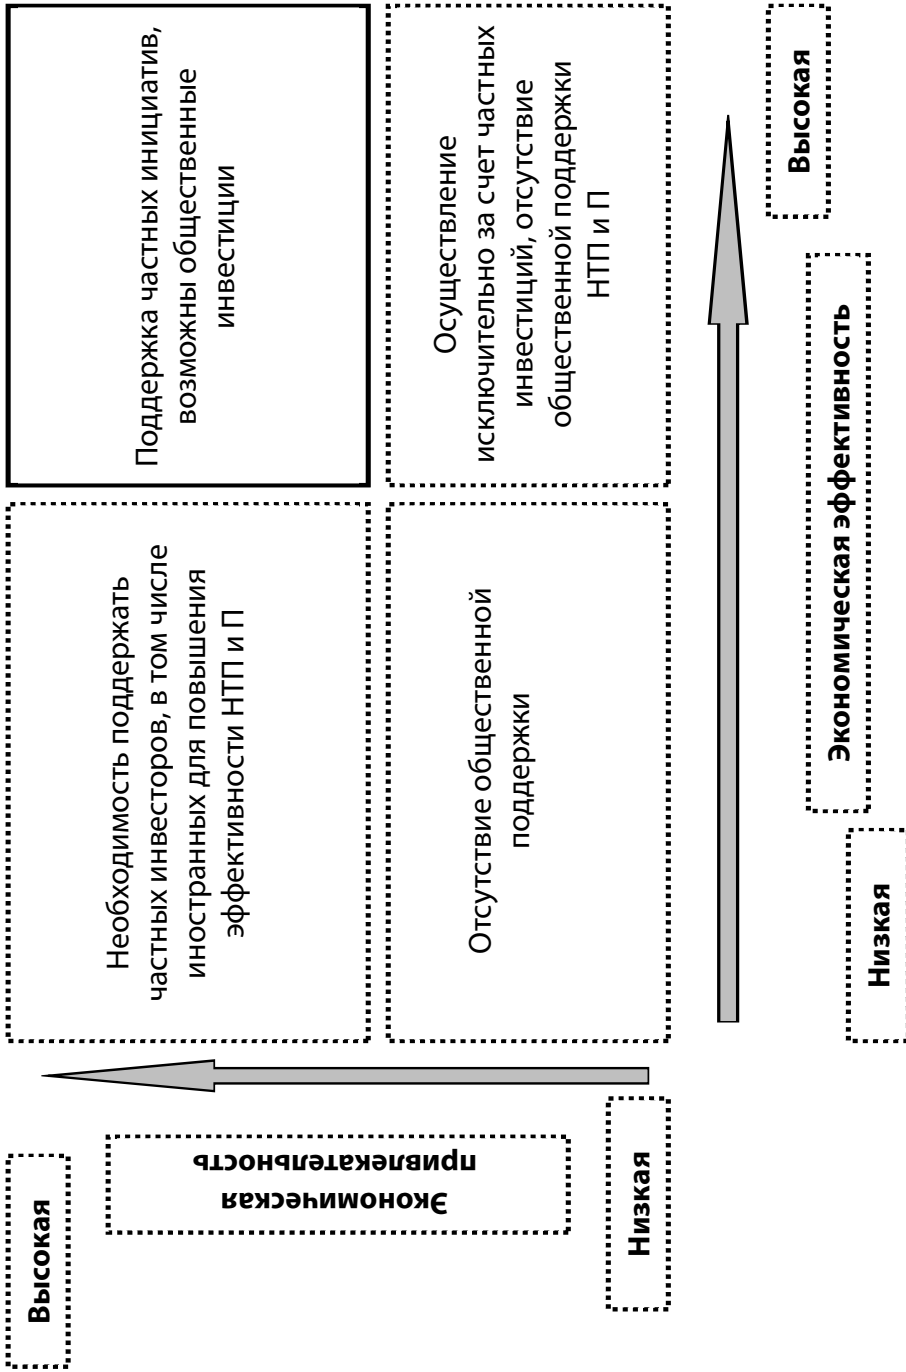 Высокая
Экономическая
привлекательность
Низкая
Необходимость поддержать
частных инвесторов, в том числе
иностранных для повышения
эффективности НТП и П
Поддержка частных инициатив,
возможны общественные
инвестиции
Отсутствие общественной
поддержки
Осуществление
исключительно за счет частных
инвестиций, отсутствие
общественной поддержки
НТП и П
Низкая
Экономическая эффективность
Высокая